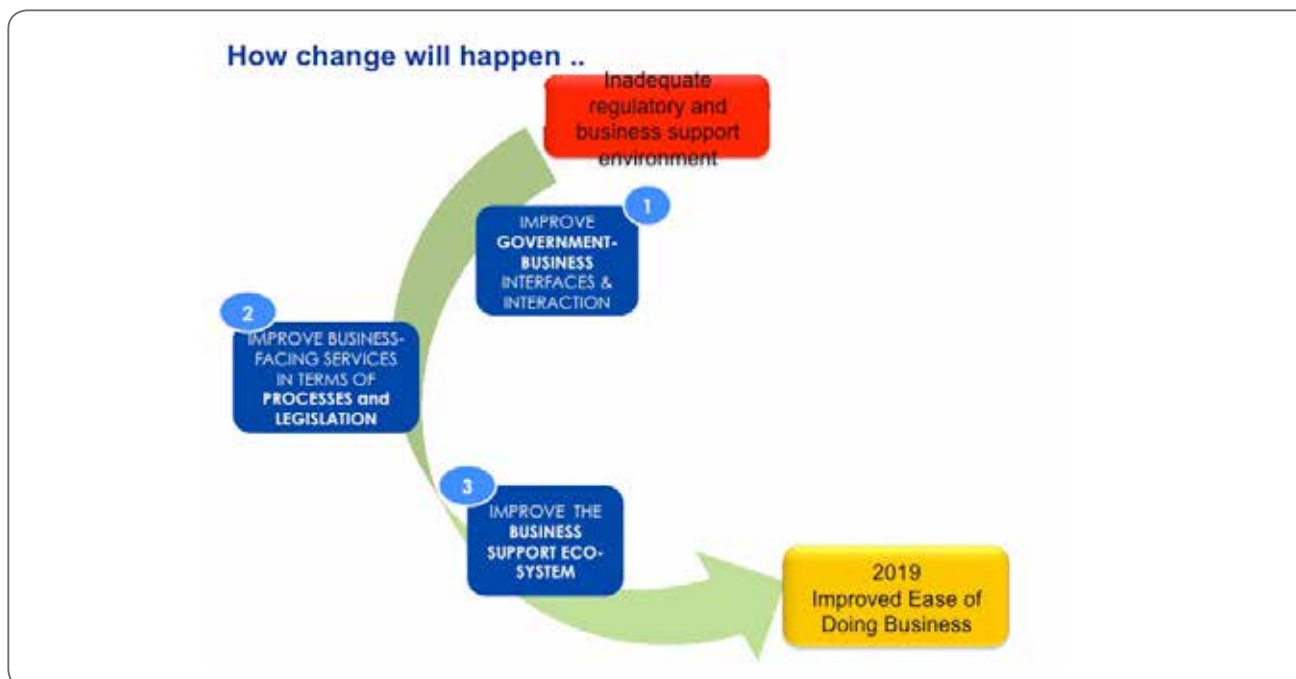 How change will happen ..
Inadequate
regulatory and
business support
environment
1
IMPROVE
GOVERNMENT-
BUSINESS
INTERFACES &
INTERACTION
2
IMPROVE BUSINESS-
FACING SERVICES
IN TERMS OF
PROCESSES and
LEGISLATION
3
IMPROVE THE
BUSINESS
SUPPORT ECO-
SYSTEM
2019
Improved Ease of
Doing Business